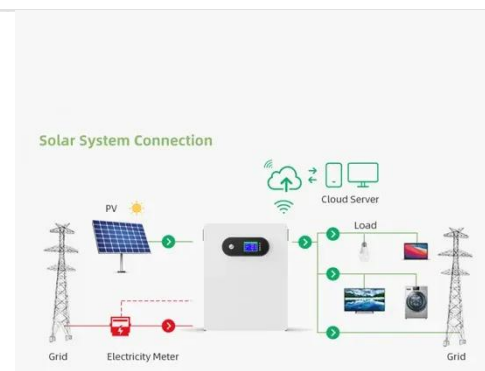 Solar System Connection
PV
Cloud Server
Load
Grid
Electricity Meter
Grid